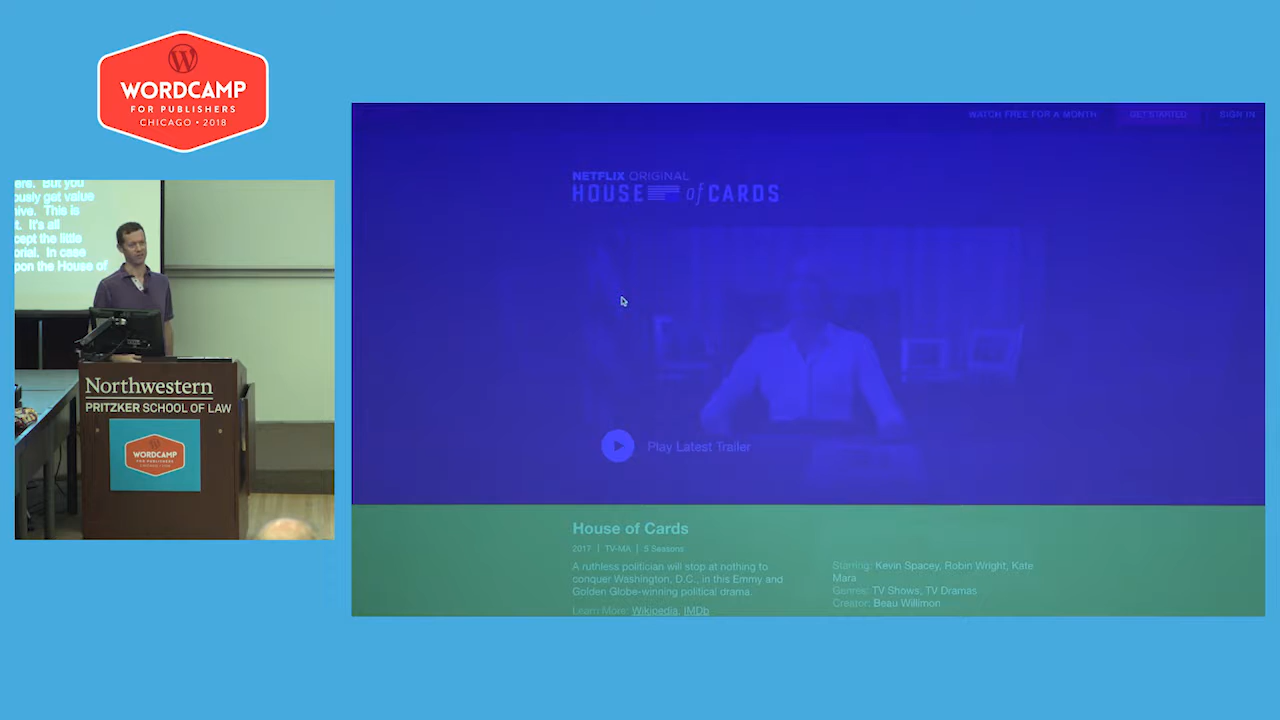 WORDCAMP
FOR PUBLISHERS
CHICAGO • 2018
ere. But you
ously get value
hive. This is
t. It's all
cept the little
orial. In case
pon the House of
Northwestern
PRITZKER SCHOOL OF LAW
WORDCAMP
FOR PUBLISHERS
WATCH FREE FOR A MONTH
GET STARTED
SIGN IN
NETFLIX ORIGINAL
HOUSE of CARDS
Play Latest Trailer
House of Cards
2017 | TV-MA | 5 Seasons
A ruthless politician will stop at nothing to
conquer Washington, D.C., in this Emmy and
Golden Globe-winning political drama.
Learn More: Wikipedia, IMDb
Starring: Kevin Spacey, Robin Wright, Kate
Mara
Genres: TV Shows, TV Dramas
Creator: Beau Willimon